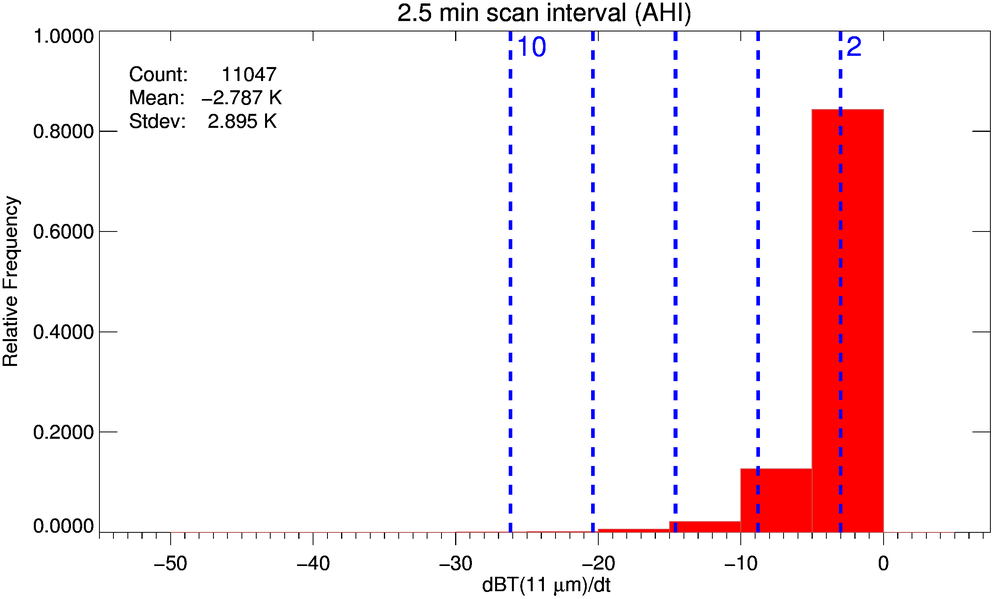 2.5 min scan interval (AHI)
1.0000
0.8000
0.6000
0.4000
0.2000
0.0000
Relative Frequency
Count: 11047
Mean: −2.787 K
Stdev: 2.895 K
10
2
−50
−40
−30
−20
−10
0
dBT(11 μm)/dt